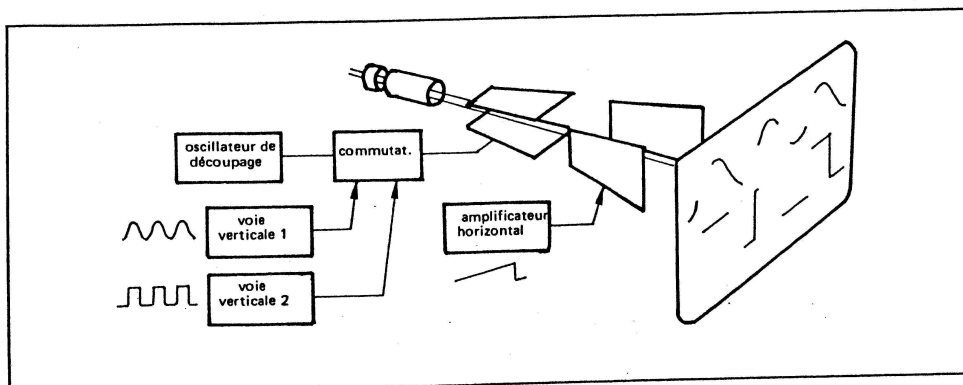 oscillateur de
découpage
commutat.
voie
verticale 1
amplificateur
horizontal
voie
verticale 2